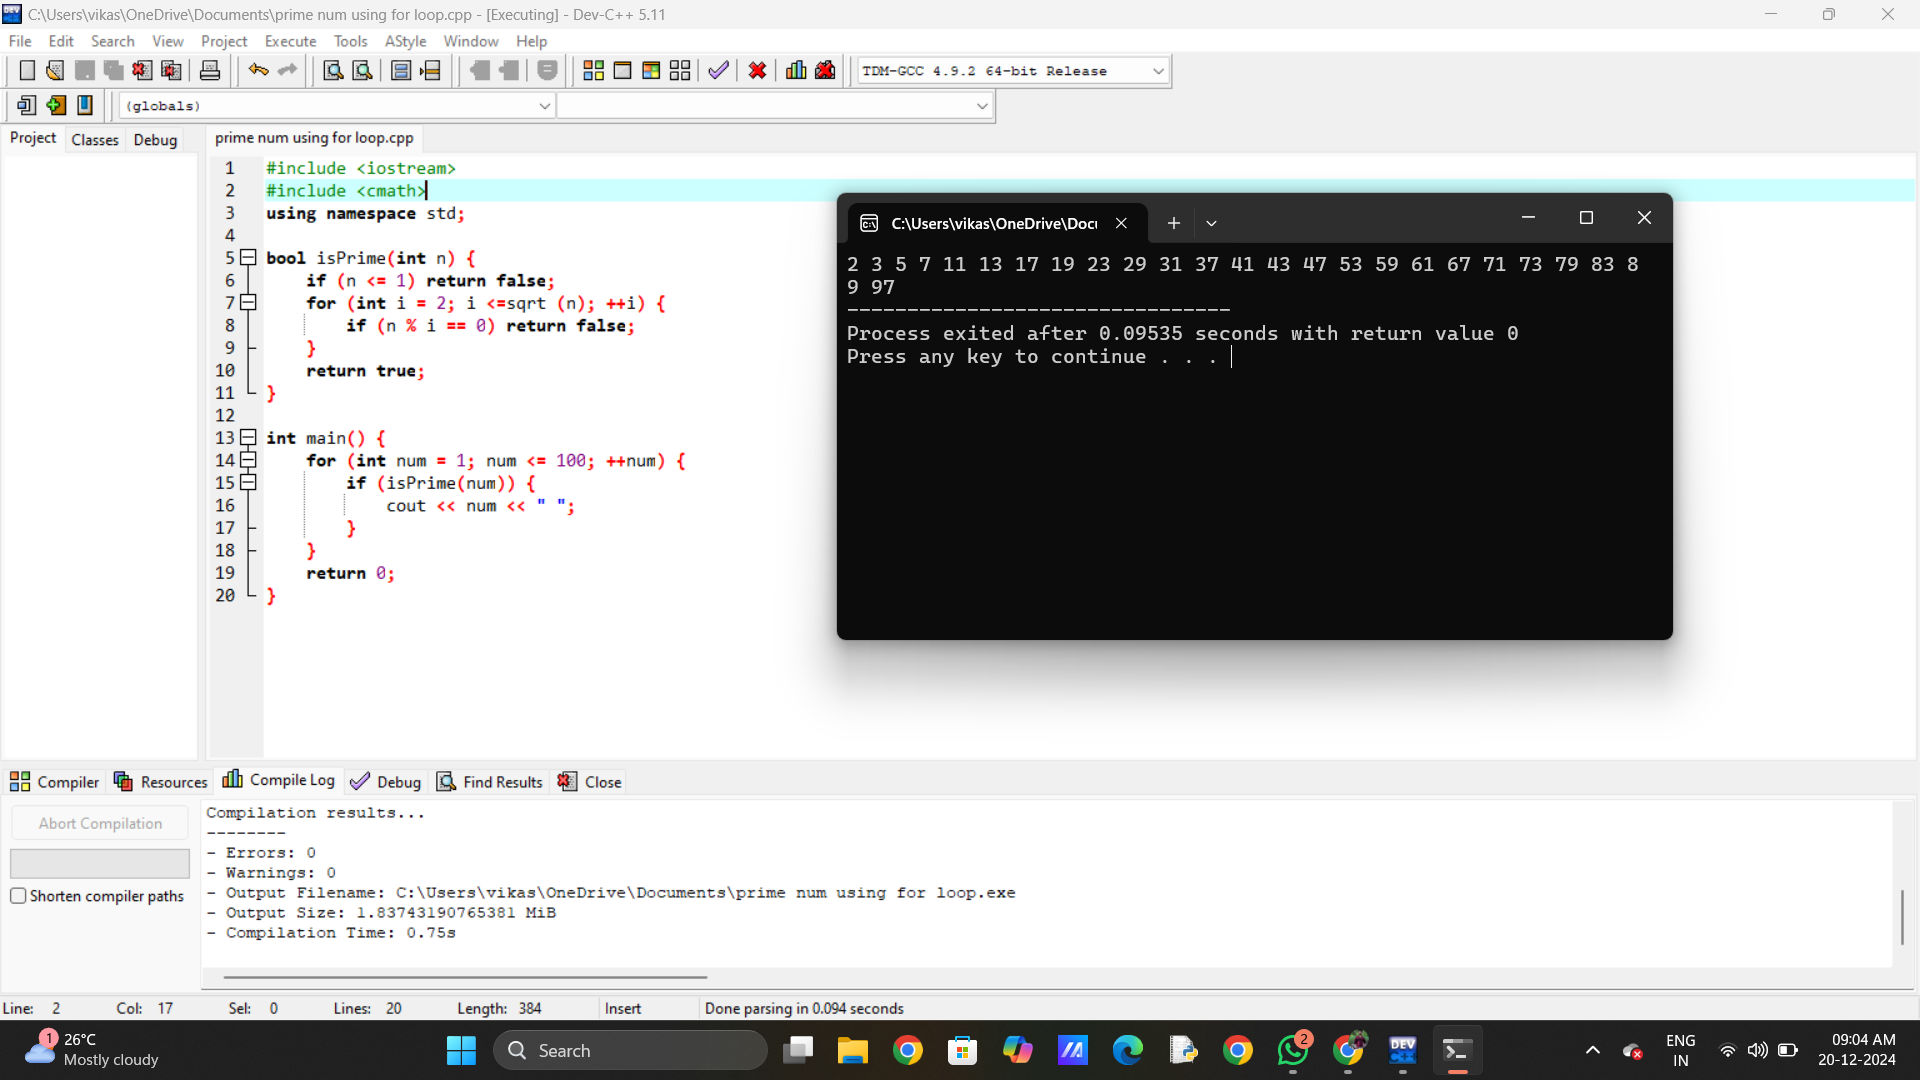 C:\Users\vikas\OneDrive\Documents\prime num using for loop.cpp - [Executing] - Dev-C++ 5.11
File Edit Search View Project Execute Tools AStyle Window Help
TDM-GCC 4.9.2 64-bit Release
(globals)
Project Classes Debug
prime num using for loop.cpp
1 #include <iostream>
2 #include <cmath>
3 using namespace std;
4
5 bool isPrime(int n) {
6 if (n <= 1) return false;
7 for (int i = 2; i <=sqrt (n); ++i) {
8 if (n % i == 0) return false;
9 }
10 return true;
11 }
12
13 int main() {
14 for (int num = 1; num <= 100; ++num) {
15 if (isPrime(num)) {
16 cout << num << " ";
17 }
18 }
19 return 0;
20 }
C:\Users\vikas\OneDrive\Docu
2 3 5 7 11 13 17 19 23 29 31 37 41 43 47 53 59 61 67 71 73 79 83 8
9 97
--------------------------------
Process exited after 0.09535 seconds with return value 0
Press any key to continue . . .
Compiler Resources Compile Log Debug Find Results Close
Abort Compilation
Shorten compiler paths
Compilation results...
--------
- Errors: 0
- Warnings: 0
- Output Filename: C:\Users\vikas\OneDrive\Documents\prime num using for loop.exe
- Output Size: 1.83743190765381 MiB
- Compilation Time: 0.75s
Line: 2 Col: 17 Sel: 0 Lines: 20 Length: 384 Insert Done parsing in 0.094 seconds
1
26°C
Mostly cloudy
Search
2
DEV
C++
ENG
IN
09:04 AM
20-12-2024